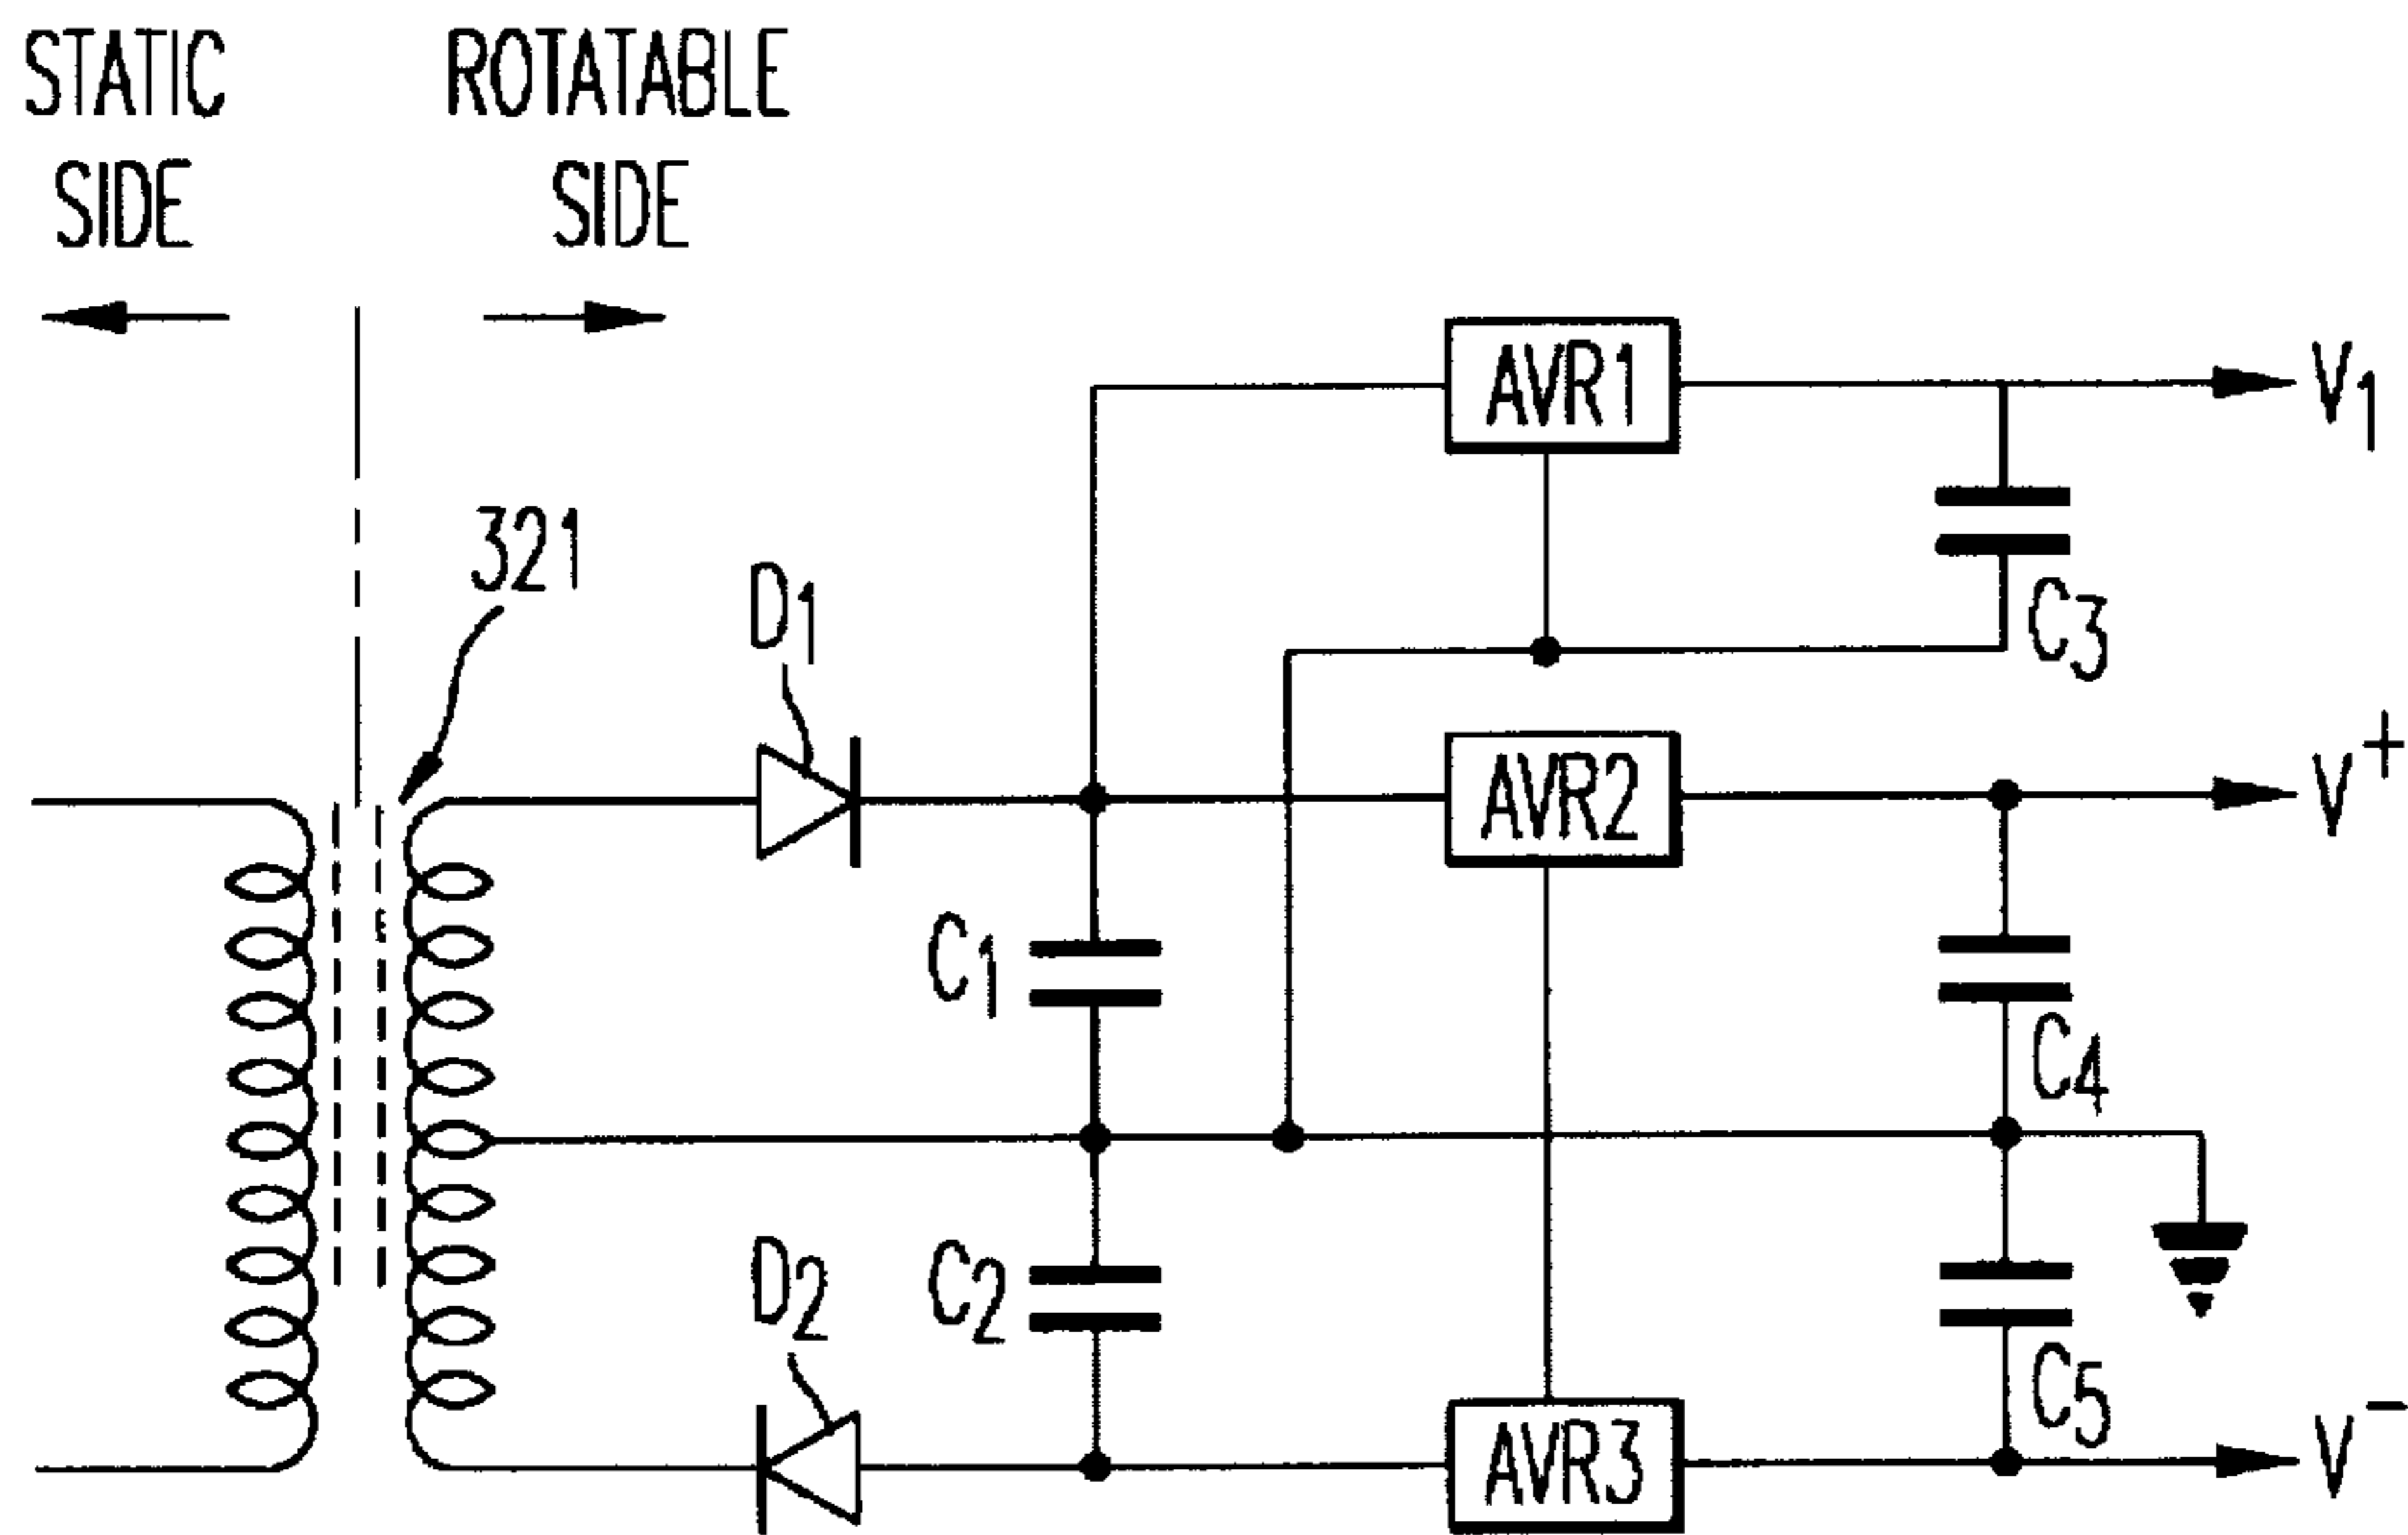 STATIC
SIDE
ROTATABLE
SIDE
AVR1
V1
321
D1
C3
AVR2
V+
C1
C4
D2
C2
C5
AVR3
V−